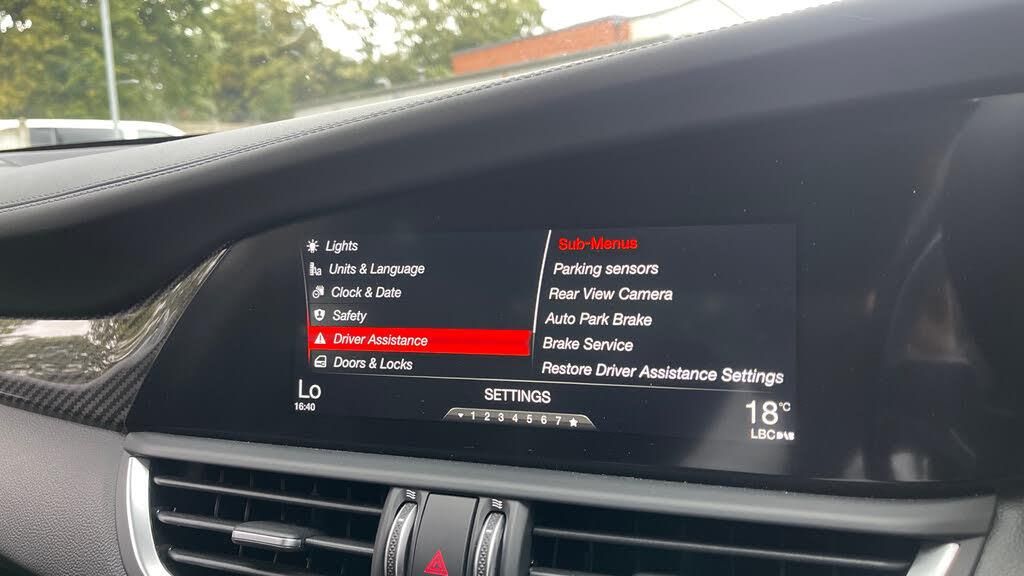 Lights
Units & Language
Clock & Date
Safety
Driver Assistance
Doors & Locks
Sub-Menus
Parking sensors
Rear View Camera
Auto Park Brake
Brake Service
Restore Driver Assistance Settings
Lo
16:40
SETTINGS
1 2 3 4 5 6 7
18°C
LBC DAB